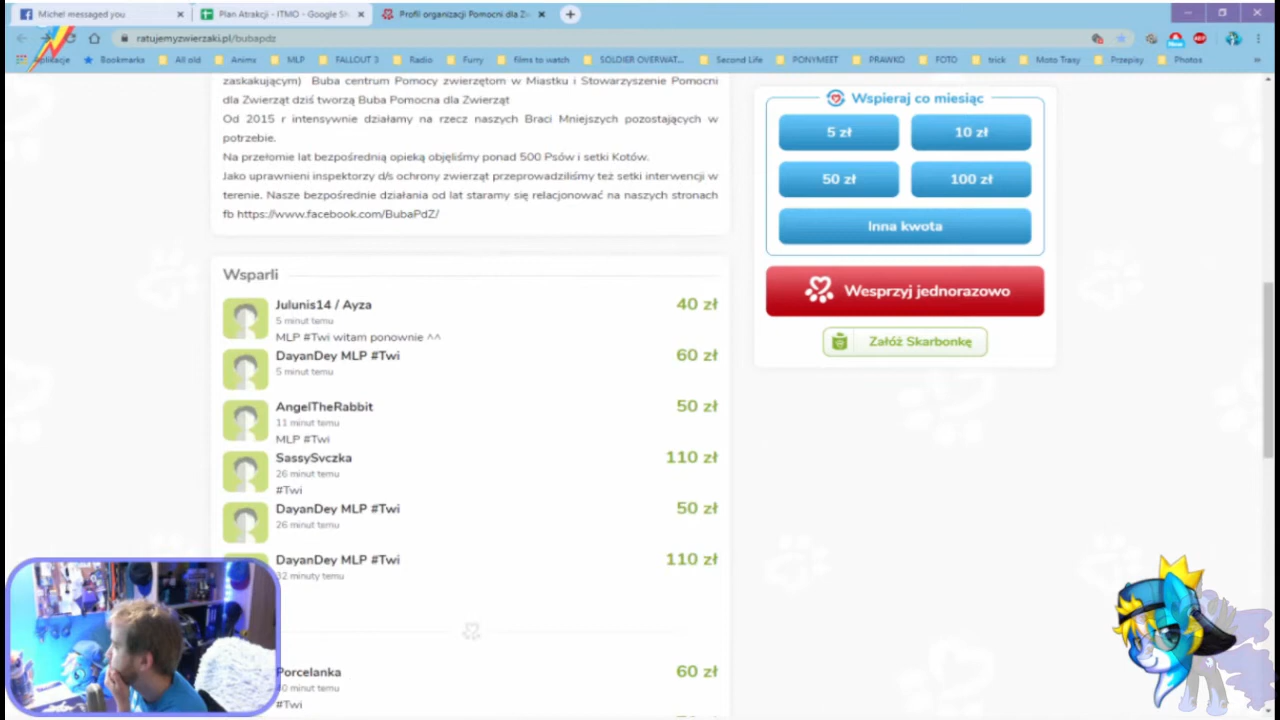 Michel messaged you
Plan Atrakcji - ITMO - Google Sh
Profil organizacji Pomocni dla Zw
ratujemyzwierzaki.pl/bubapdz
Aplikacje
Bookmarks
All old
Anims
MLP
FALLOUT 3
Radio
Furry
films to watch
SOLDIER OVERWAT...
Second Life
PONYMEET
PRAWKO
FOTO
trick
Moto Trasy
Przepisy
Photos
zaskakującym) Buba centrum Pomocy zwierzętom w Miastku i Stowarzyszenie Pomocni
dla Zwierząt dziś tworzą Buba Pomocna dla Zwierząt
Od 2015 r intensywnie działamy na rzecz naszych Braci Mniejszych pozostających w
potrzebie.
Na przełomie lat bezpośrednią opieką objęliśmy ponad 500 Psów i setki Kotów.
Jako uprawnieni inspektorzy d/s ochrony zwierząt przeprowadziliśmy też setki interwencji w
terenie. Nasze bezpośrednie działania od lat staramy się relacjonować na naszych stronach
fb https://www.facebook.com/BubaPdZ/
Wsparli
Julunis14 / Ayza
40 zł
5 minut temu
MLP #Twi witam ponownie ^^
DayanDey MLP #Twi
60 zł
5 minut temu
AngelTheRabbit
50 zł
11 minut temu
MLP #Twi
SassySvczka
110 zł
26 minut temu
#Twi
DayanDey MLP #Twi
50 zł
26 minut temu
DayanDey MLP #Twi
110 zł
32 minuty temu
Porcelanka
60 zł
minut temu
#Twi
Wspieraj co miesiąc
5 zł
10 zł
50 zł
100 zł
Inna kwota
Wesprzyj jednorazowo
Załóż Skarbonkę